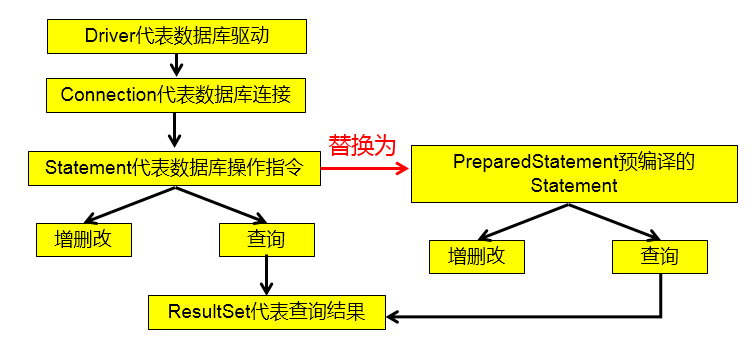 Driver代表数据库驱动
Connection代表数据库连接
替换为
Statement代表数据库操作指令
PreparedStatement预编译的
Statement
增删改
查询
增删改
查询
ResultSet代表查询结果